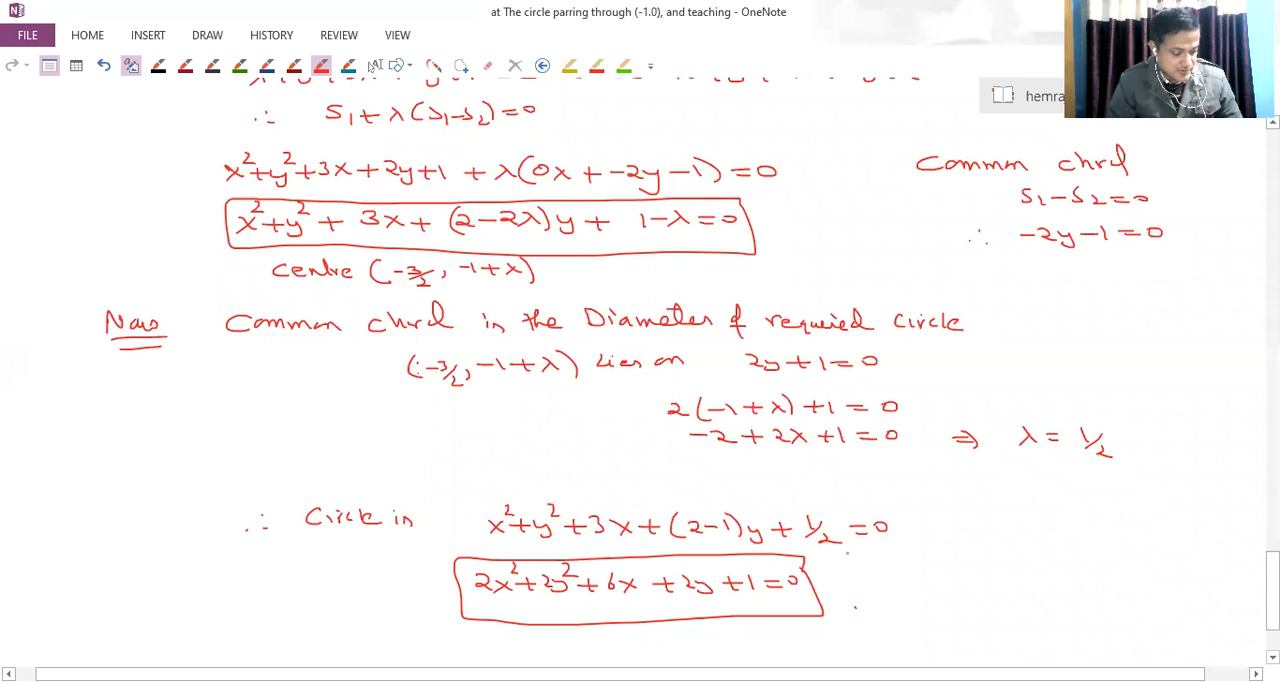 at The circle parring through (-1.0), and teaching - OneNote
FILE HOME INSERT DRAW HISTORY REVIEW VIEW
hemra
∴ S₁ + λ(S₁-S₂) = 0
x²+y²+3x+2y+1 + λ(0x + -2y-1) = 0
x²+y² + 3x + (2-2λ)y + 1-λ = 0
Centre (-3/2, -1+λ)
Common chrd
S₁-S₂=0
∴ -2y-1=0
Now Common chrd is the Diameter of required circle
(-3/2, -1+λ) lies on 2y+1=0
2(-1+λ)+1=0
-2+2λ+1=0 ⇒ λ = 1/2
∴ Circle is x²+y²+3x+(2-1)y+1/2=0
2x²+2y²+6x+2y+1=0